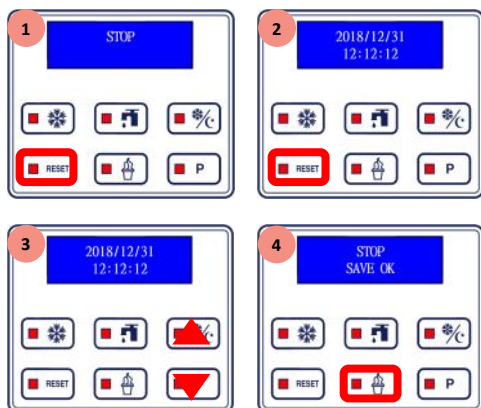 1
STOP
RESET
P
2
2018/12/31
12:12:12
RESET
P
3
2018/12/31
12:12:12
RESET
4
STOP
SAVE OK
RESET
P